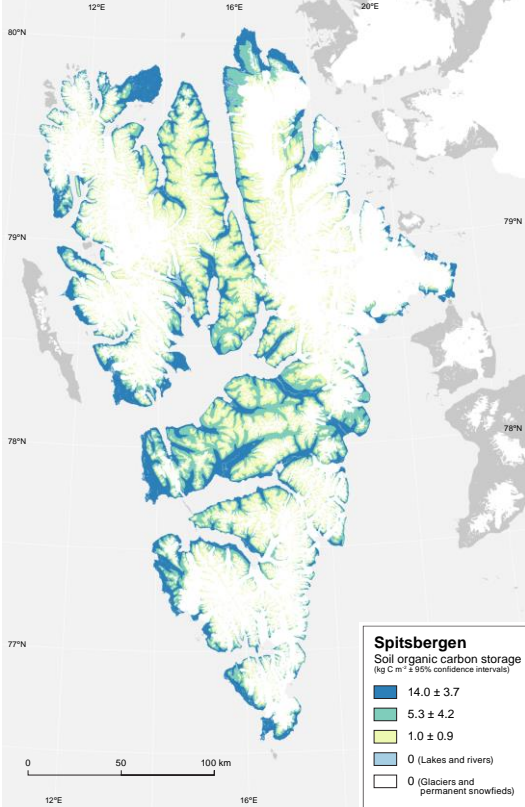 12°E 16°E 20°E
80°N
79°N 79°N
78°N 78°N
77°N
Spitsbergen
Soil organic carbon storage
(kg C m⁻² ± 95% confidence intervals)
14.0 ± 3.7
5.3 ± 4.2
1.0 ± 0.9
0 (Lakes and rivers)
0 (Glaciers and
permanent snowfieds)
0 50 100 km
12°E 16°E